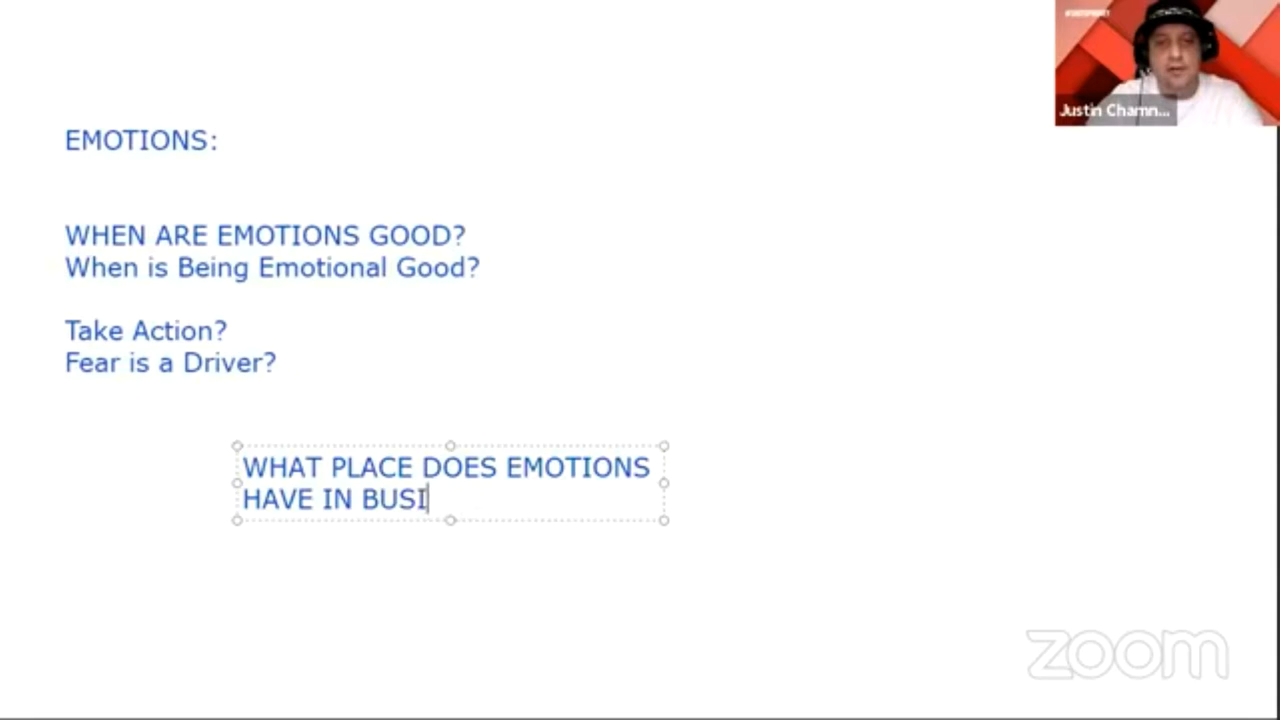 EMOTIONS:
WHEN ARE EMOTIONS GOOD?
When is Being Emotional Good?
Take Action?
Fear is a Driver?
WHAT PLACE DOES EMOTIONS
HAVE IN BUSI
Justin Chamn...
zoom